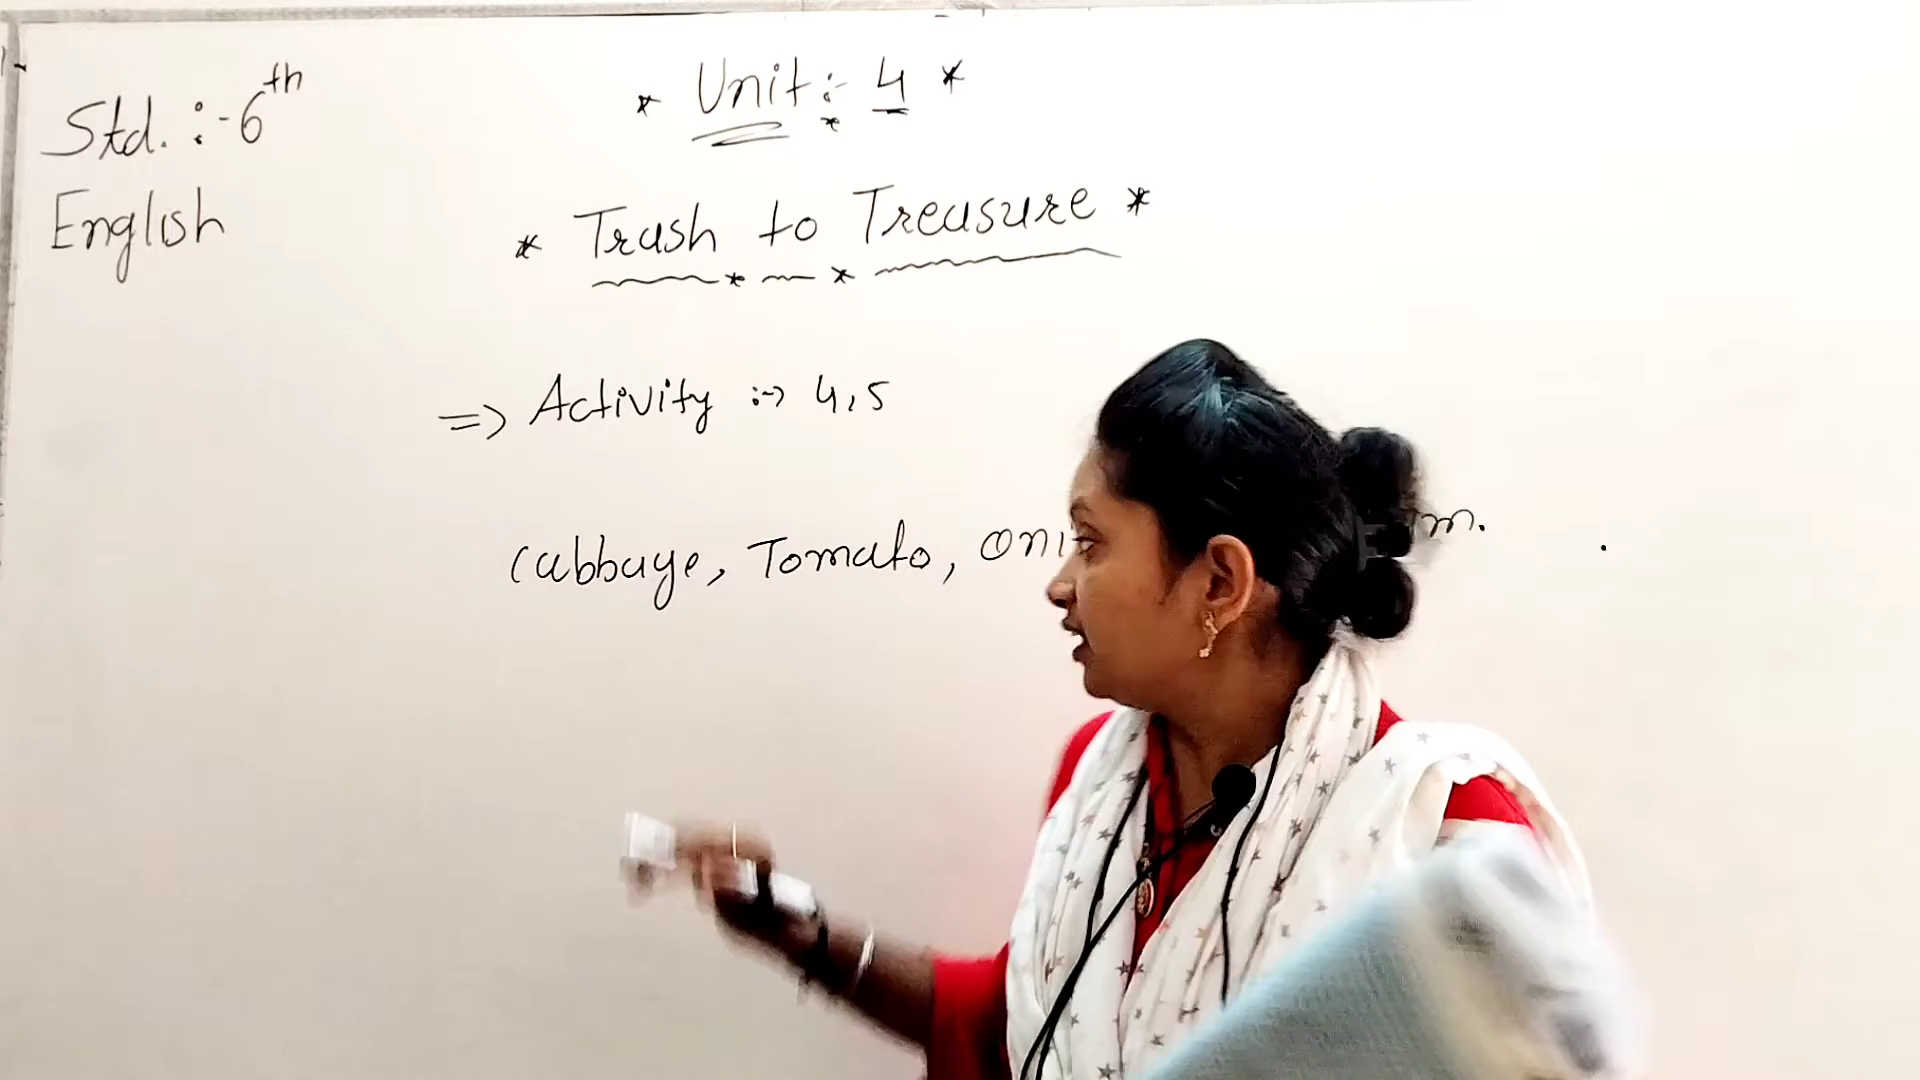 Std. :- 6th
English
* Unit :- 4 *
* Trash to Treasure *
=> Activity :-> 4,5
Cabbage, Tomato,